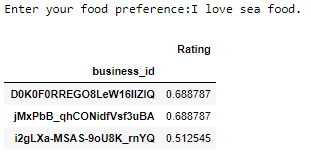 Enter your food preference:I love sea food.
Rating
business_id
D0K0F0RREGO8LeW16IIZIQ 0.688787
jMxPbB_qhCONidfVsf3uBA 0.688787
i2gLXa-MSAS-9oU8K_rnYQ 0.512545